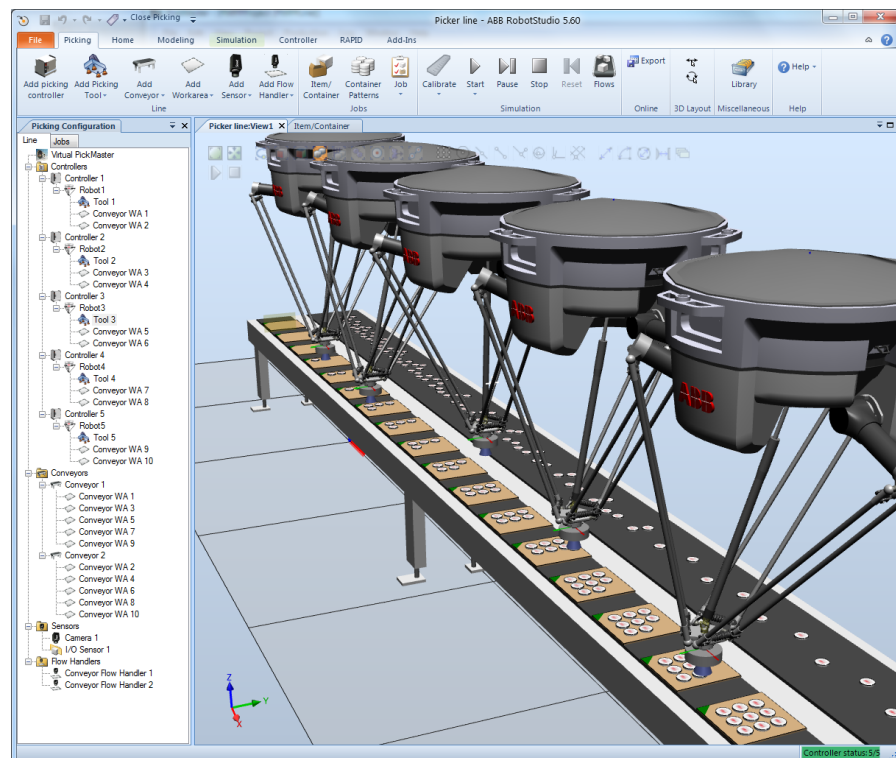 Close Picking
Picker line - ABB RobotStudio 5.60
File Picking Home Modeling Simulation Controller RAPID Add-Ins
Add picking controller
Add Picking Tool
Add Conveyor
Add Workarea
Add Sensor
Add Flow Handler
Item/Container
Container Patterns
Job
Calibrate
Start
Pause
Stop
Reset
Flows
Export
Library
Help
Line Jobs Simulation Online 3D Layout Miscellaneous Help
Picking Configuration
Picker line:View1
Item/Container
Line Jobs
Virtual PickMaster
Controllers
Controller 1
Robot1
Tool 1
Conveyor WA 1
Conveyor WA 2
Controller 2
Robot2
Tool 2
Conveyor WA 3
Conveyor WA 4
Controller 3
Robot3
Tool 3
Conveyor WA 5
Conveyor WA 6
Controller 4
Robot4
Tool 4
Conveyor WA 7
Conveyor WA 8
Controller 5
Robot5
Tool 5
Conveyor WA 9
Conveyor WA 10
Conveyors
Conveyor 1
Conveyor WA 1
Conveyor WA 3
Conveyor WA 5
Conveyor WA 7
Conveyor WA 9
Conveyor 2
Conveyor WA 2
Conveyor WA 4
Conveyor WA 6
Conveyor WA 8
Conveyor WA 10
Sensors
Camera 1
I/O Sensor 1
Flow Handlers
Conveyor Flow Handler 1
Conveyor Flow Handler 2
ABB
ABB
ABB
ABB
ABB
Z
Y
X
Controller status: 5/5